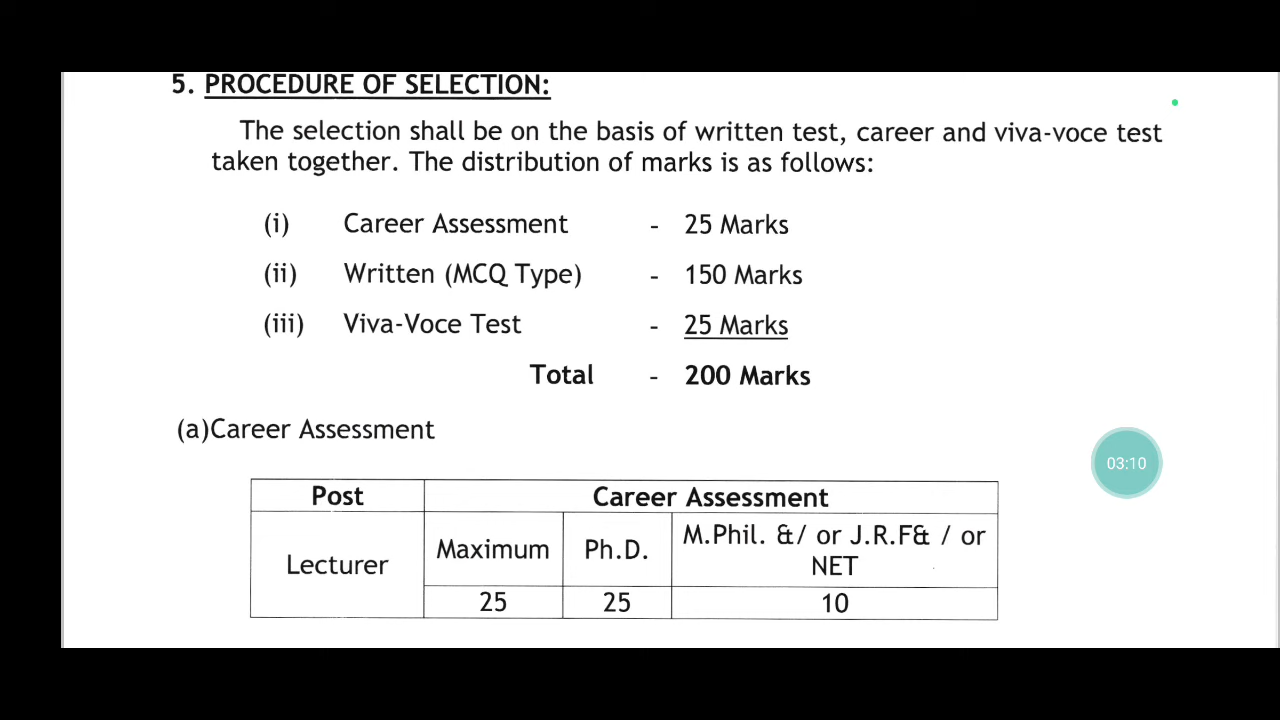 5. PROCEDURE OF SELECTION:
The selection shall be on the basis of written test, career and viva-voce test
taken together. The distribution of marks is as follows:
(i) Career Assessment - 25 Marks
(ii) Written (MCQ Type) - 150 Marks
(iii) Viva-Voce Test - 25 Marks
Total - 200 Marks
(a)Career Assessment
03:10
Post Career Assessment
Lecturer Maximum Ph.D. M.Phil. &/ or J.R.F& / or
NET
25 25 10